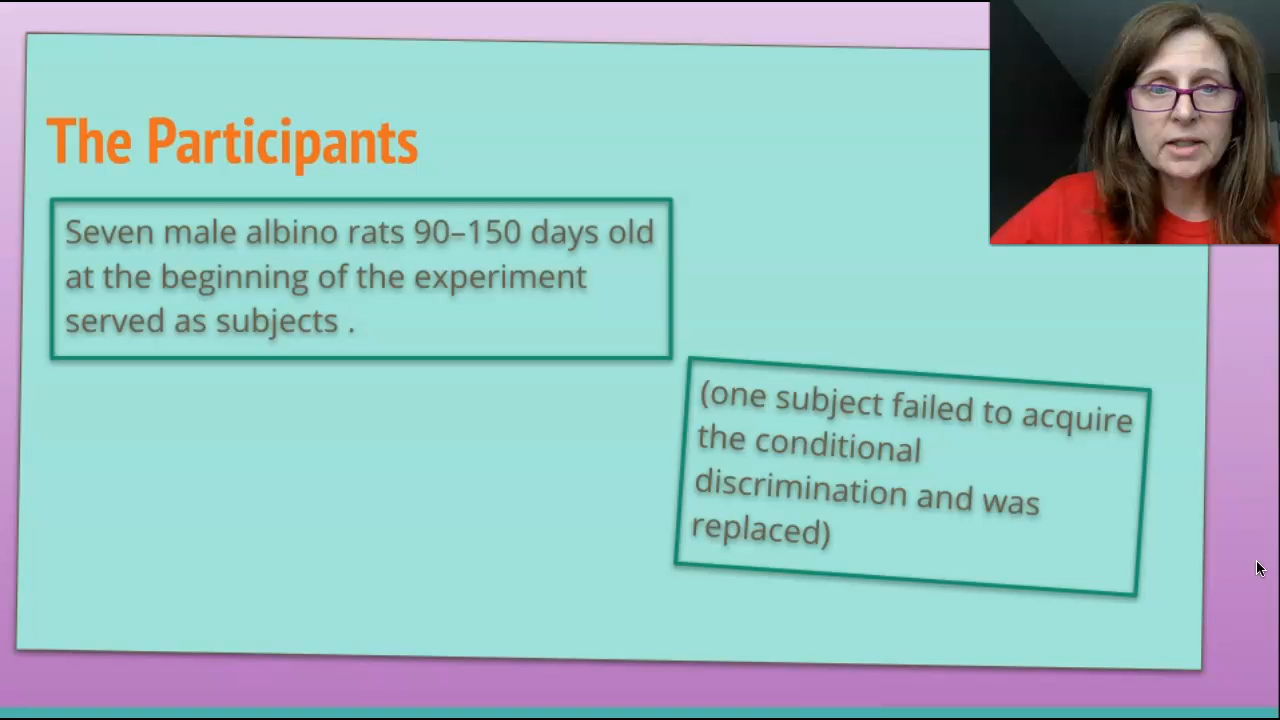 The Participants
Seven male albino rats 90–150 days old
at the beginning of the experiment
served as subjects .
(one subject failed to acquire
the conditional
discrimination and was
replaced)